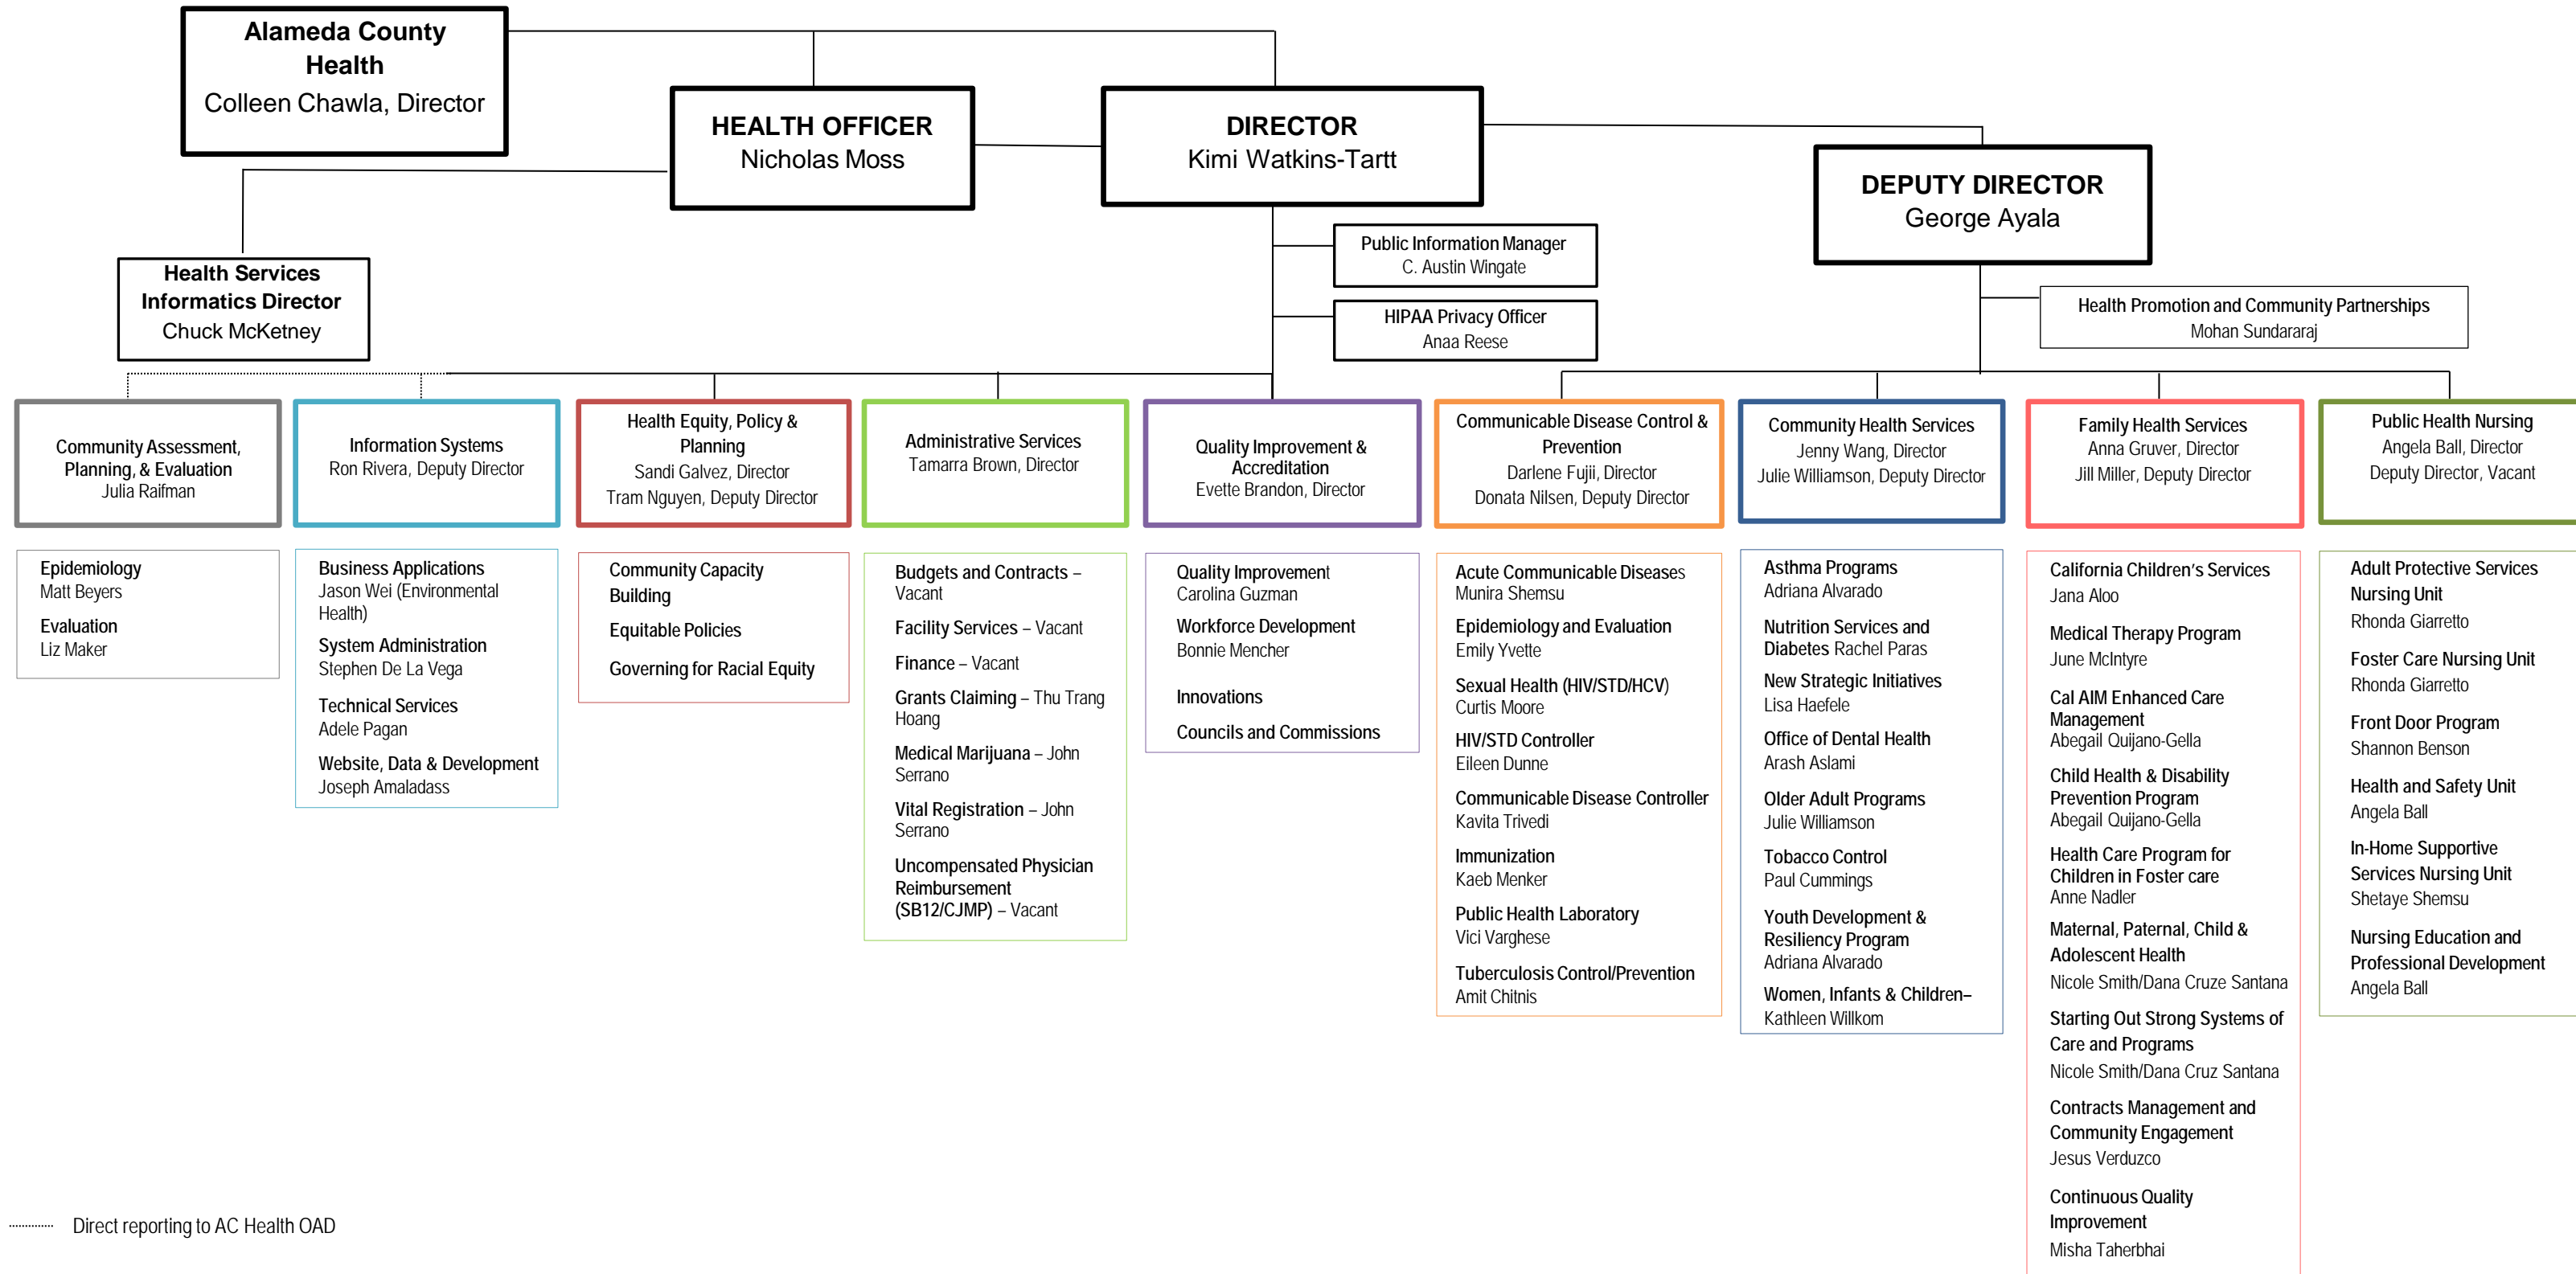 Alameda County
Health
Colleen Chawla, Director
HEALTH OFFICER
Nicholas Moss
DIRECTOR
Kimi Watkins-Tartt
DEPUTY DIRECTOR
George Ayala
Public Information Manager
C. Austin Wingate
HIPAA Privacy Officer
Anaa Reese
Health Services
Informatics Director
Chuck McKetney
Health Promotion and Community Partnerships
Mohan Sundararaj
Community Assessment,
Planning, & Evaluation
Julia Raifman
Information Systems
Ron Rivera, Deputy Director
Health Equity, Policy &
Planning
Sandi Galvez, Director
Tram Nguyen, Deputy Director
Administrative Services
Tamarra Brown, Director
Quality Improvement &
Accreditation
Evette Brandon, Director
Communicable Disease Control &
Prevention
Darlene Fujii, Director
Donata Nilsen, Deputy Director
Community Health Services
Jenny Wang, Director
Julie Williamson, Deputy Director
Family Health Services
Anna Gruver, Director
Jill Miller, Deputy Director
Public Health Nursing
Angela Ball, Director
Deputy Director, Vacant
Epidemiology
Matt Beyers
Evaluation
Liz Maker
Business Applications
Jason Wei (Environmental
Health)
System Administration
Stephen De La Vega
Technical Services
Adele Pagan
Website, Data & Development
Joseph Amaladass
Community Capacity
Building
Equitable Policies
Governing for Racial Equity
Budgets and Contracts –
Vacant
Facility Services – Vacant
Finance – Vacant
Grants Claiming – Thu Trang
Hoang
Medical Marijuana – John
Serrano
Vital Registration – John
Serrano
Uncompensated Physician
Reimbursement
(SB12/CJMP) – Vacant
Quality Improvement
Carolina Guzman
Workforce Development
Bonnie Mencher
Innovations
Councils and Commissions
Acute Communicable Diseases
Munira Shemsu
Epidemiology and Evaluation
Emily Yvette
Sexual Health (HIV/STD/HCV)
Curtis Moore
HIV/STD Controller
Eileen Dunne
Communicable Disease Controller
Kavita Trivedi
Immunization
Kaeb Menker
Public Health Laboratory
Vici Varghese
Tuberculosis Control/Prevention
Amit Chitnis
Asthma Programs
Adriana Alvarado
Nutrition Services and
Diabetes Rachel Paras
New Strategic Initiatives
Lisa Haefele
Office of Dental Health
Arash Aslami
Older Adult Programs
Julie Williamson
Tobacco Control
Paul Cummings
Youth Development &
Resiliency Program
Adriana Alvarado
Women, Infants & Children–
Kathleen Willkom
California Children's Services
Jana Aloo
Medical Therapy Program
June McIntyre
Cal AIM Enhanced Care
Management
Abegail Quijano-Gella
Child Health & Disability
Prevention Program
Abegail Quijano-Gella
Health Care Program for
Children in Foster care
Anne Nadler
Maternal, Paternal, Child &
Adolescent Health
Nicole Smith/Dana Cruze Santana
Starting Out Strong Systems of
Care and Programs
Nicole Smith/Dana Cruz Santana
Contracts Management and
Community Engagement
Jesus Verduzco
Continuous Quality
Improvement
Misha Taherbhai
Adult Protective Services
Nursing Unit
Rhonda Giarretto
Foster Care Nursing Unit
Rhonda Giarretto
Front Door Program
Shannon Benson
Health and Safety Unit
Angela Ball
In-Home Supportive
Services Nursing Unit
Shetaye Shemsu
Nursing Education and
Professional Development
Angela Ball
Direct reporting to AC Health OAD